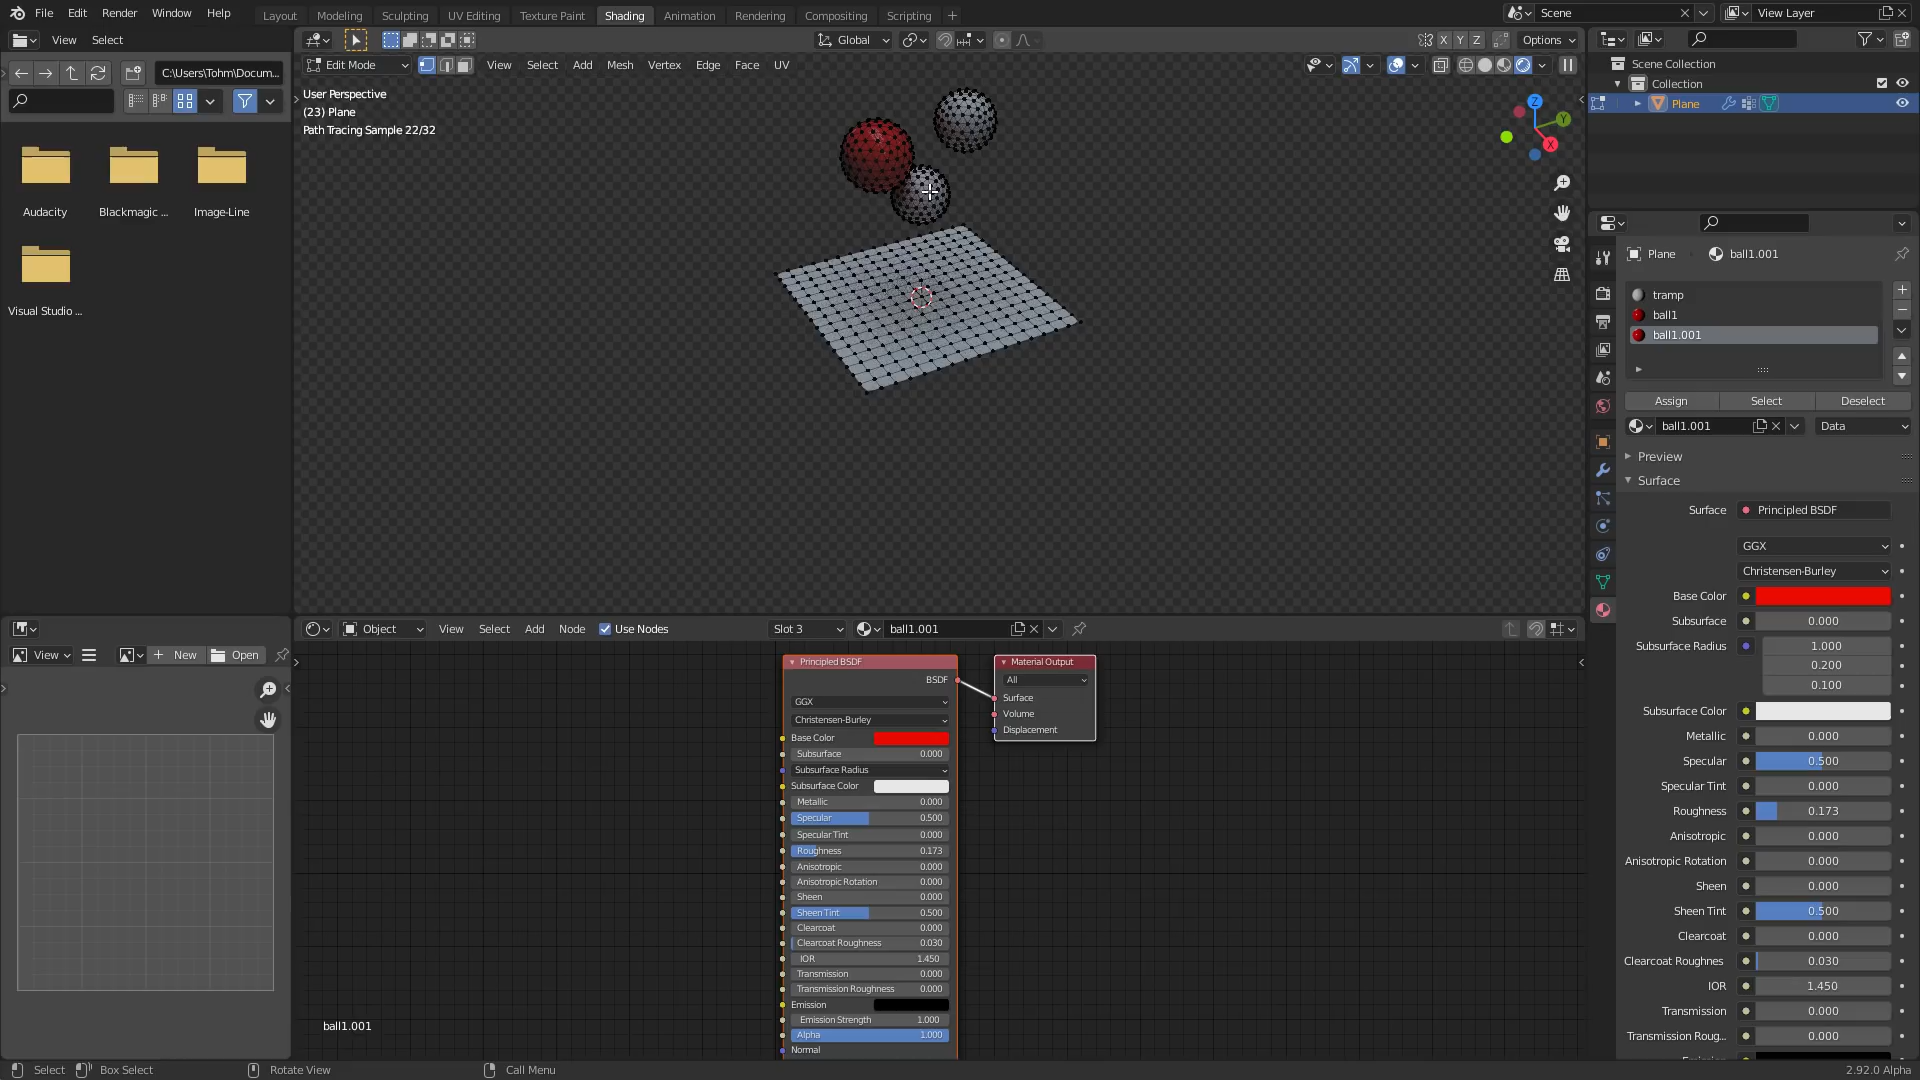 File Edit Render Window Help
Layout Modeling Sculpting UV Editing Texture Paint Shading Animation Rendering Compositing Scripting
Scene
View Layer
View Select
Global
X Y Z
Options
C:\Users\Tohm\Docum...
Edit Mode
View Select Add Mesh Vertex Edge Face UV
User Perspective
(23) Plane
Path Tracing Sample 22/32
Z
Y
X
Audacity
Blackmagic ...
Image-Line
Visual Studio ...
Scene Collection
Collection
Plane
Plane
ball1.001
tramp
ball1
ball1.001
Assign Select Deselect
ball1.001
Data
Preview
Surface
Surface Principled BSDF
GGX
Christensen-Burley
Base Color
Subsurface 0.000
Subsurface Radius 1.000
0.200
0.100
Subsurface Color
Metallic 0.000
Specular 0.500
Specular Tint 0.000
Roughness 0.173
Anisotropic 0.000
Anisotropic Rotation 0.000
Sheen 0.000
Sheen Tint 0.500
Clearcoat 0.000
Clearcoat Roughnes 0.030
IOR 1.450
Transmission 0.000
Transmission Roug... 0.000
Object
View Select Add Node
Use Nodes
Slot 3
ball1.001
View
New
Open
Principled BSDF
BSDF
GGX
Christensen-Burley
Base Color
Subsurface 0.000
Subsurface Radius
Subsurface Color
Metallic 0.000
Specular 0.500
Specular Tint 0.000
Roughness 0.173
Anisotropic 0.000
Anisotropic Rotation 0.000
Sheen 0.000
Sheen Tint 0.500
Clearcoat 0.000
Clearcoat Roughness 0.030
IOR 1.450
Transmission 0.000
Transmission Roughness 0.000
Emission
Emission Strength 1.000
Alpha 1.000
Normal
Material Output
All
Surface
Volume
Displacement
ball1.001
Select Box Select Rotate View Call Menu
2.92.0 Alpha